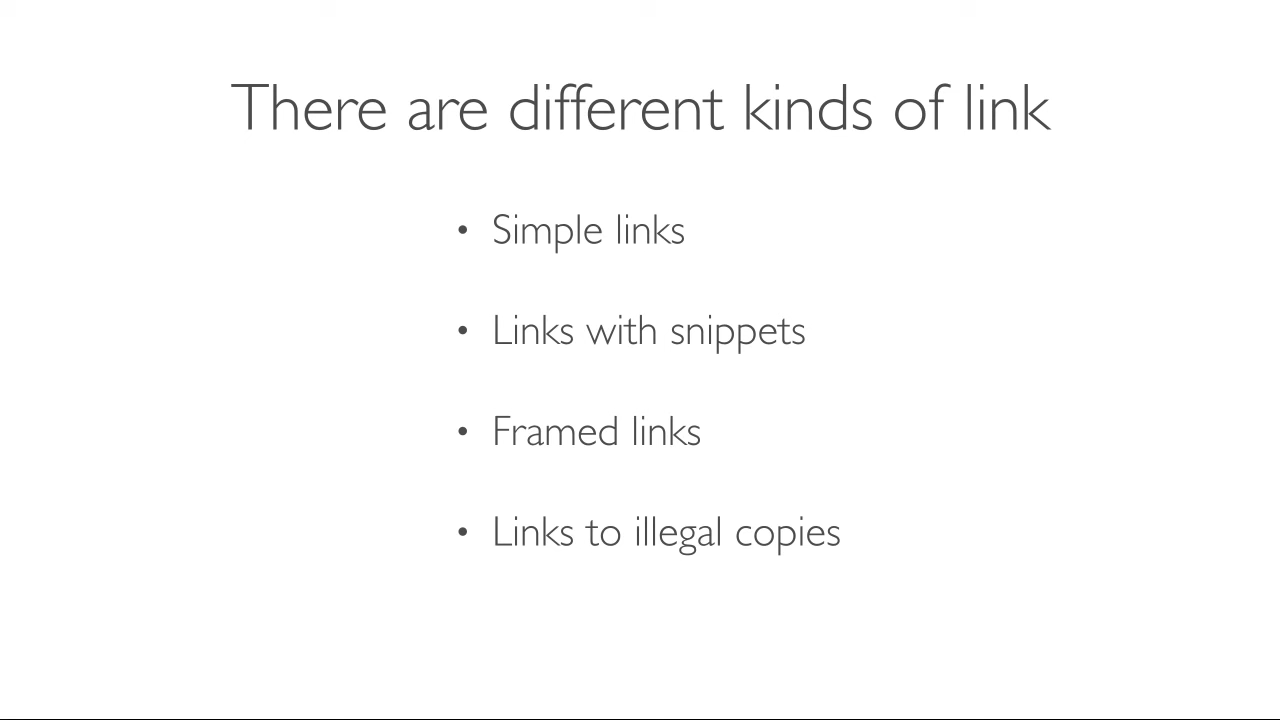 There are different kinds of link
• Simple links
• Links with snippets
• Framed links
• Links to illegal copies